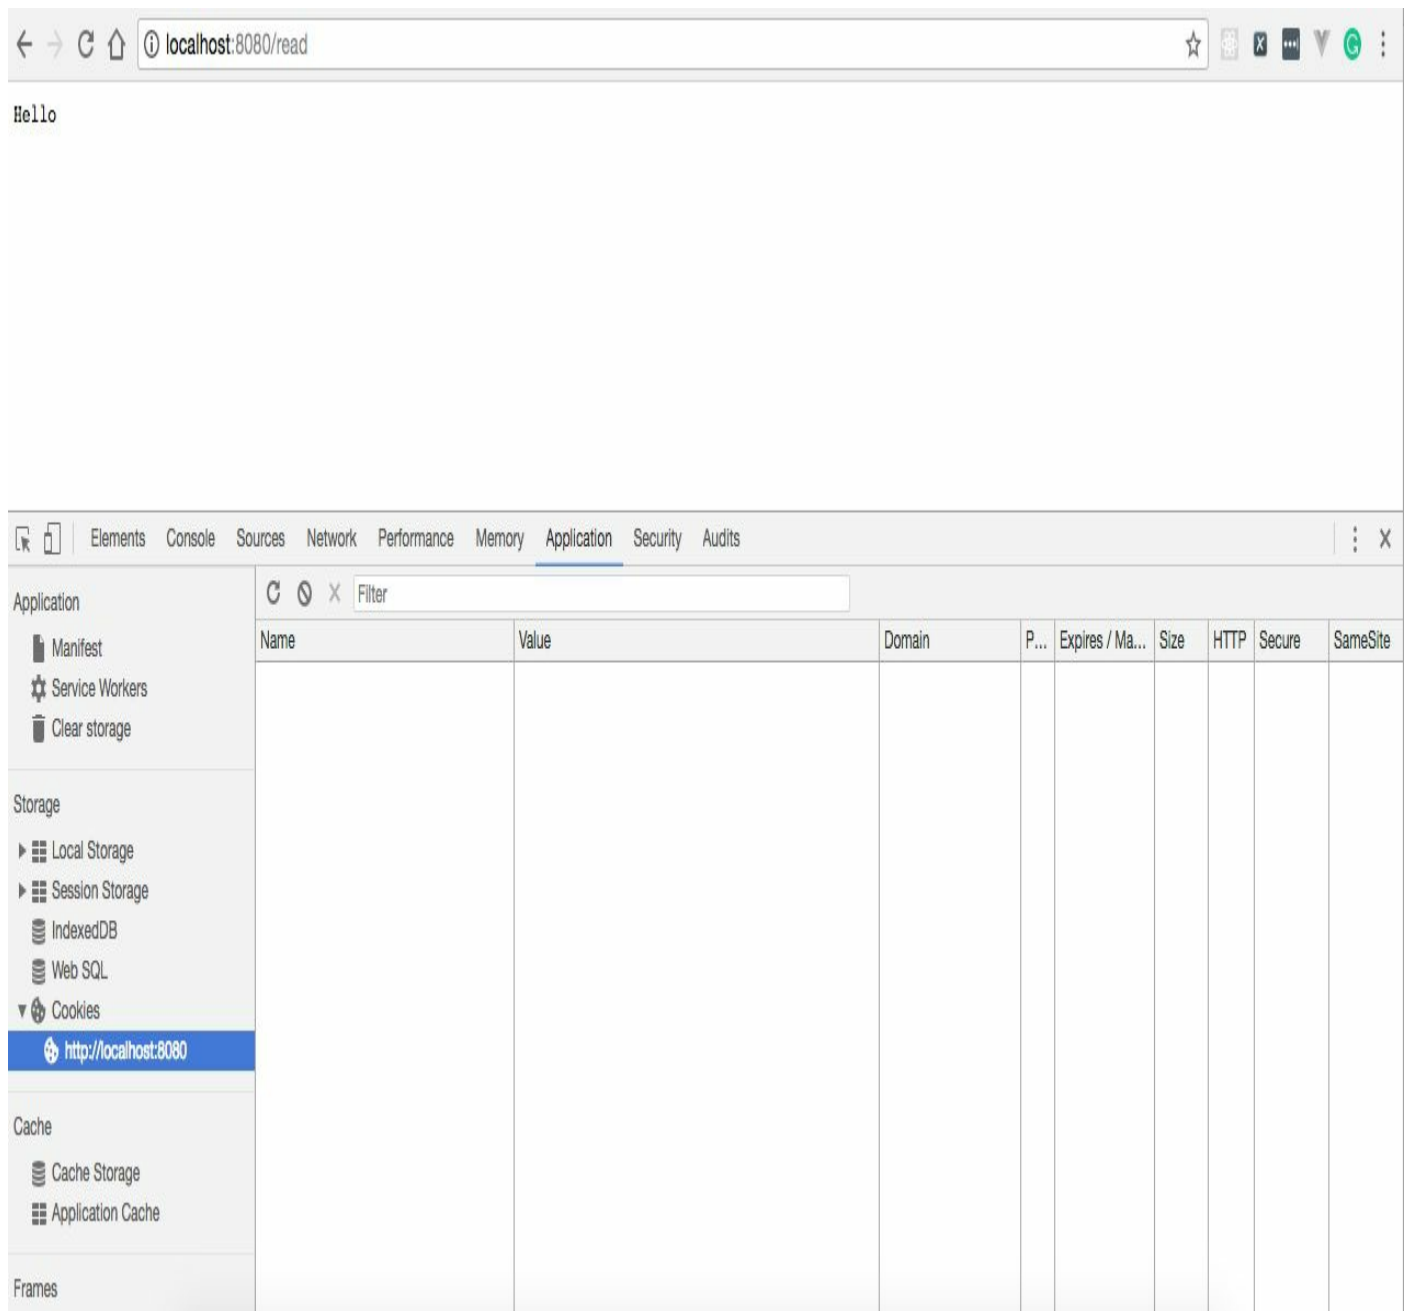 localhost:8080/read
Hello
Elements Console Sources Network Performance Memory Application Security Audits
Application
Manifest
Service Workers
Clear storage
Storage
Local Storage
Session Storage
IndexedDB
Web SQL
Cookies
http://localhost:8080
Cache
Cache Storage
Application Cache
Frames
Filter
Name Value Domain P... Expires / Ma... Size HTTP Secure SameSite